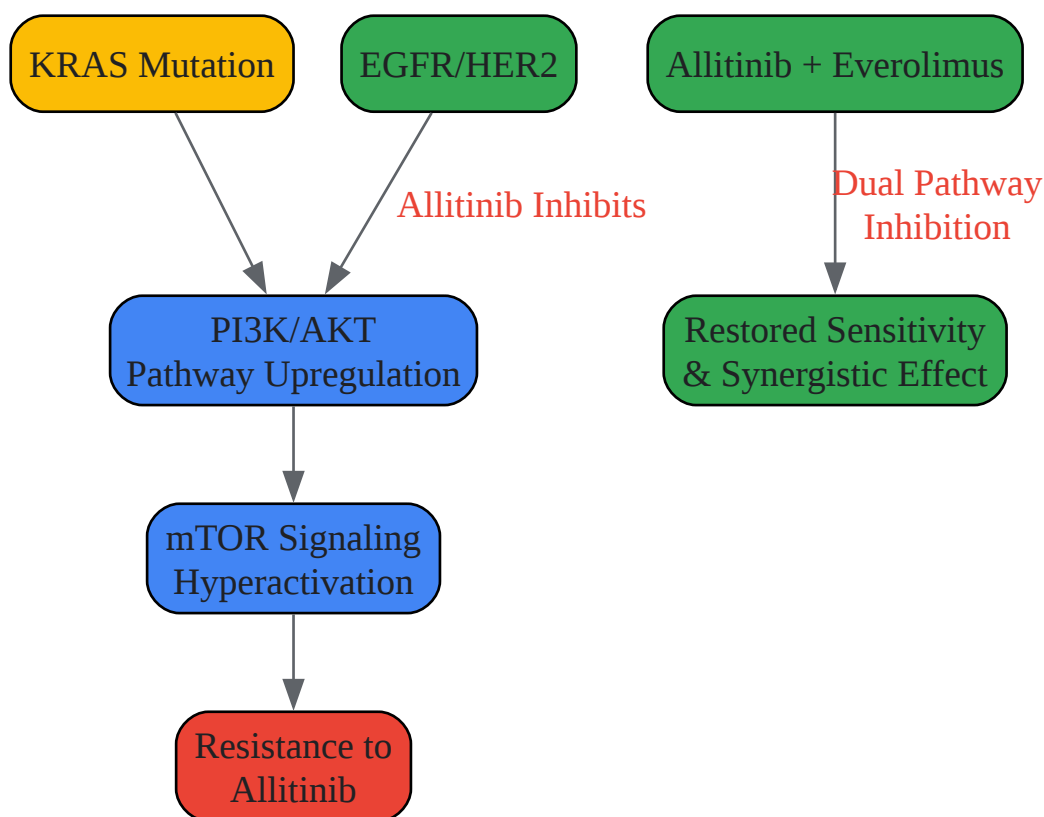 KRAS Mutation
EGFR/HER2
Allitinib + Everolimus
Allitinib Inhibits
Dual Pathway
Inhibition
PI3K/AKT
Pathway Upregulation
Restored Sensitivity
& Synergistic Effect
mTOR Signaling
Hyperactivation
Resistance to
Allitinib